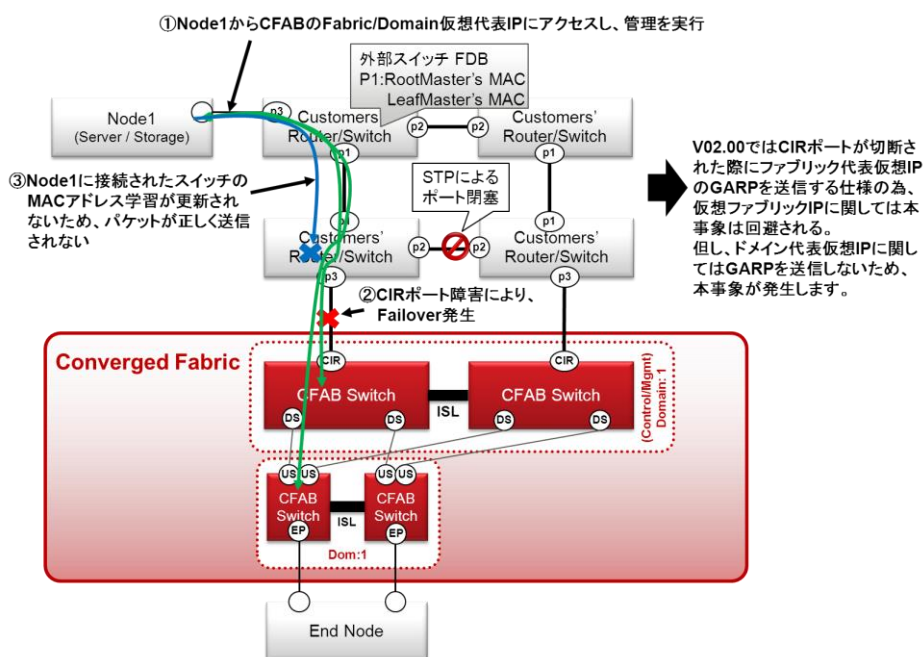 ①Node1からCFABのFabric/Domain仮想代表IPにアクセスし、管理を実行
外部スイッチ FDB
P1:RootMaster's MAC
LeafMaster's MAC
Node1
(Server / Storage)
p3
Customers'
Router/Switch
p2
p1
p2
Customers'
Router/Switch
p1
③Node1に接続されたスイッチの
MACアドレス学習が更新され
ないため、パケットが正しく送信
されない
STPによる
ポート閉塞
V02.00ではCIRポートが切断
された際にファブリック代表仮想IP
のGARPを送信する仕様の為、
仮想ファブリックIPに関しては本
事象は回避される。
但し、ドメイン代表仮想IPに関し
てはGARPを送信しないため、
本事象が発生します。
p1
Customers'
Router/Switch
p2
p3
p1
p2
Customers'
Router/Switch
p3
②CIRポート障害により、
Failover発生
Converged Fabric
CIR
CFAB Switch
DS
DS
ISL
CIR
CFAB Switch
DS
DS
(Control/Mgmt)
Domain: 1
US
US
CFAB
Switch
EP
ISL
US
US
CFAB
Switch
EP
Dom:1
End Node